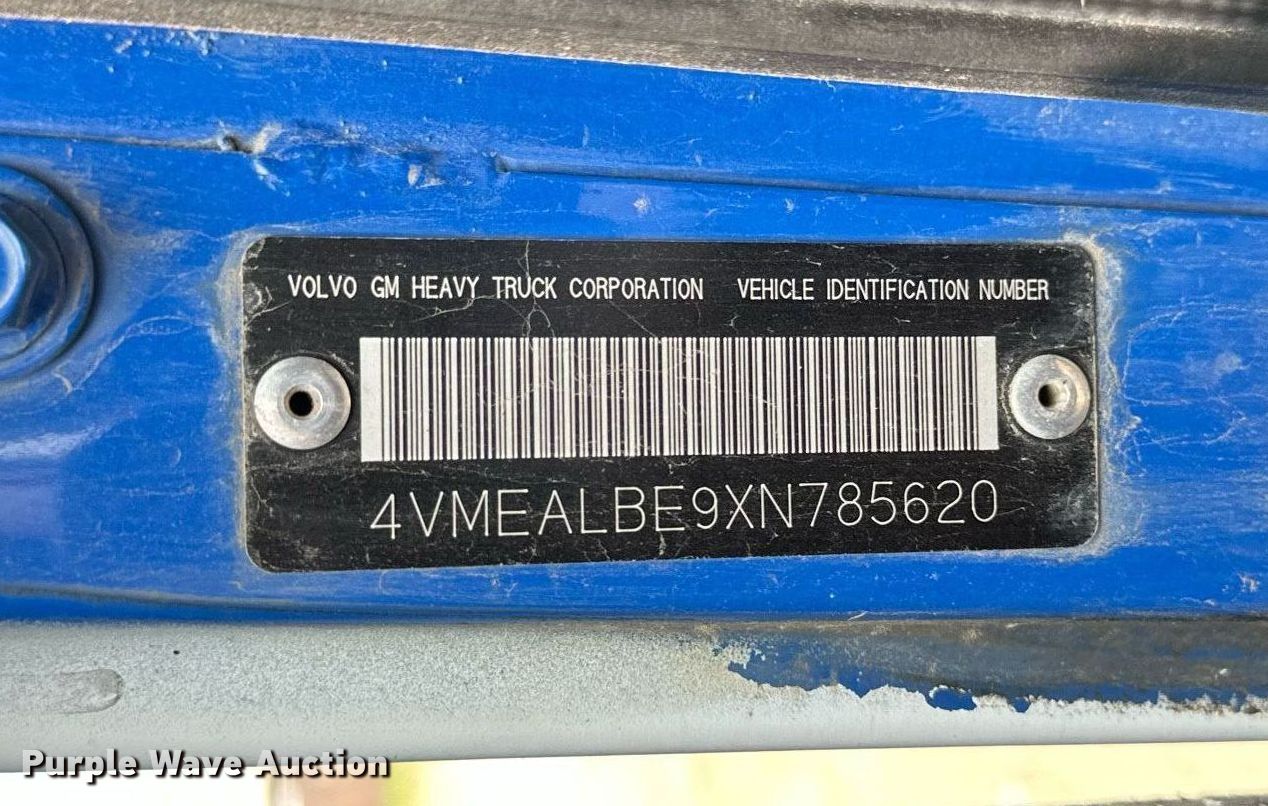 VOLVO GM HEAVY TRUCK CORPORATION VEHICLE IDENTIFICATION NUMBER
4VMEALBE9XN785620
Purple Wave Auction